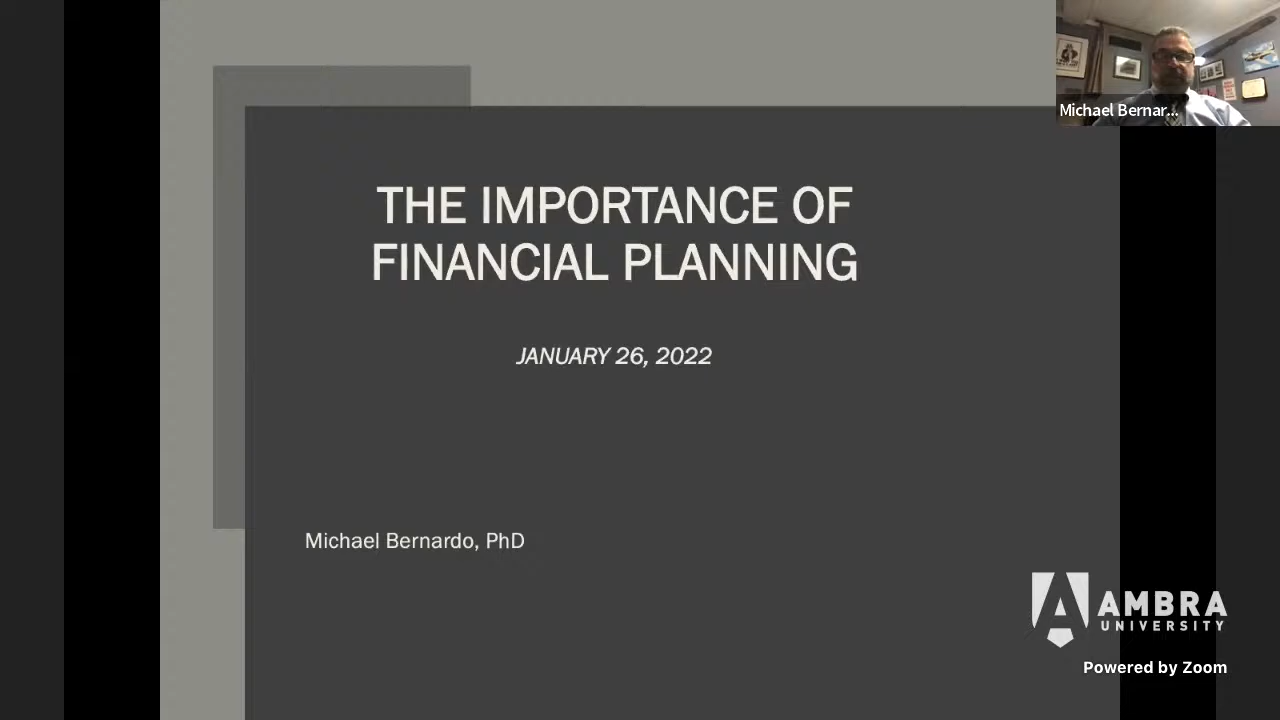 THE IMPORTANCE OF
FINANCIAL PLANNING
JANUARY 26, 2022
Michael Bernardo, PhD
Michael Bernar...
AMBRA
UNIVERSITY
Powered by Zoom